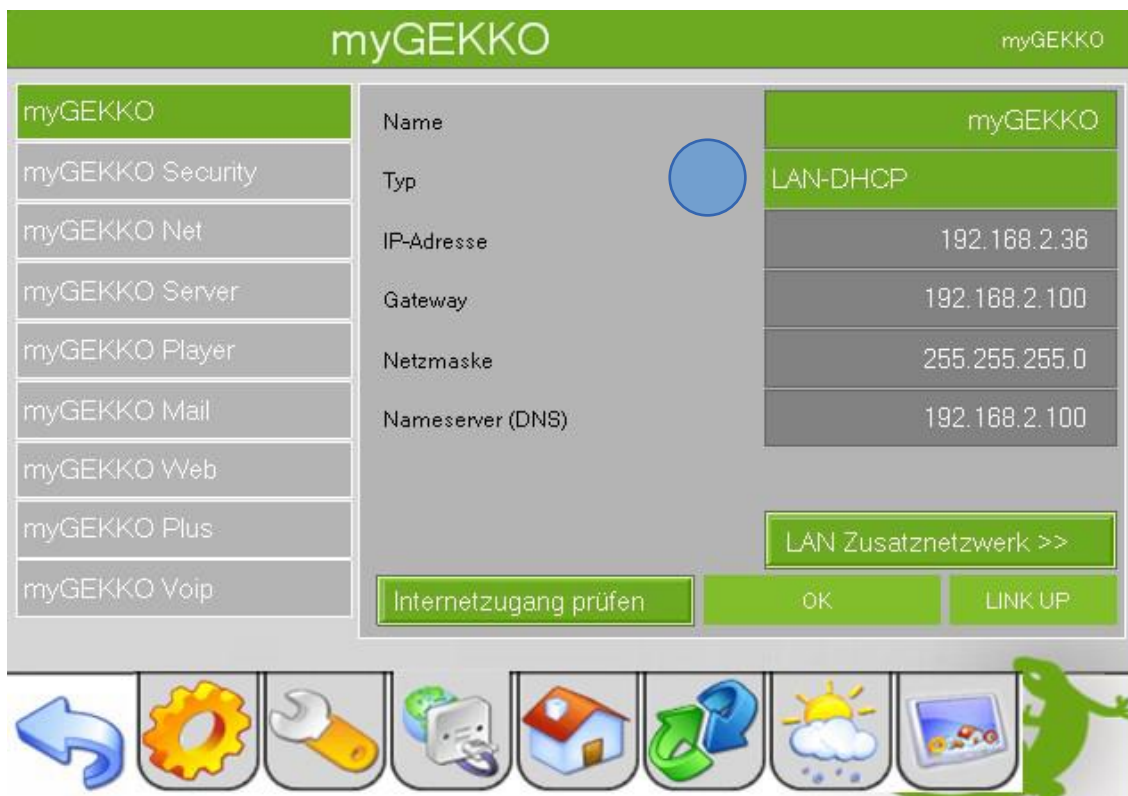 myGEKKO
myGEKKO
myGEKKO
myGEKKO Security
myGEKKO Net
myGEKKO Server
myGEKKO Player
myGEKKO Mail
myGEKKO Web
myGEKKO Plus
myGEKKO Voip
Name myGEKKO
Typ LAN-DHCP
IP-Adresse 192.168.2.36
Gateway 192.168.2.100
Netzmaske 255.255.255.0
Nameserver (DNS) 192.168.2.100
LAN Zusatznetzwerk >>
Internetzugang prüfen OK LINK UP